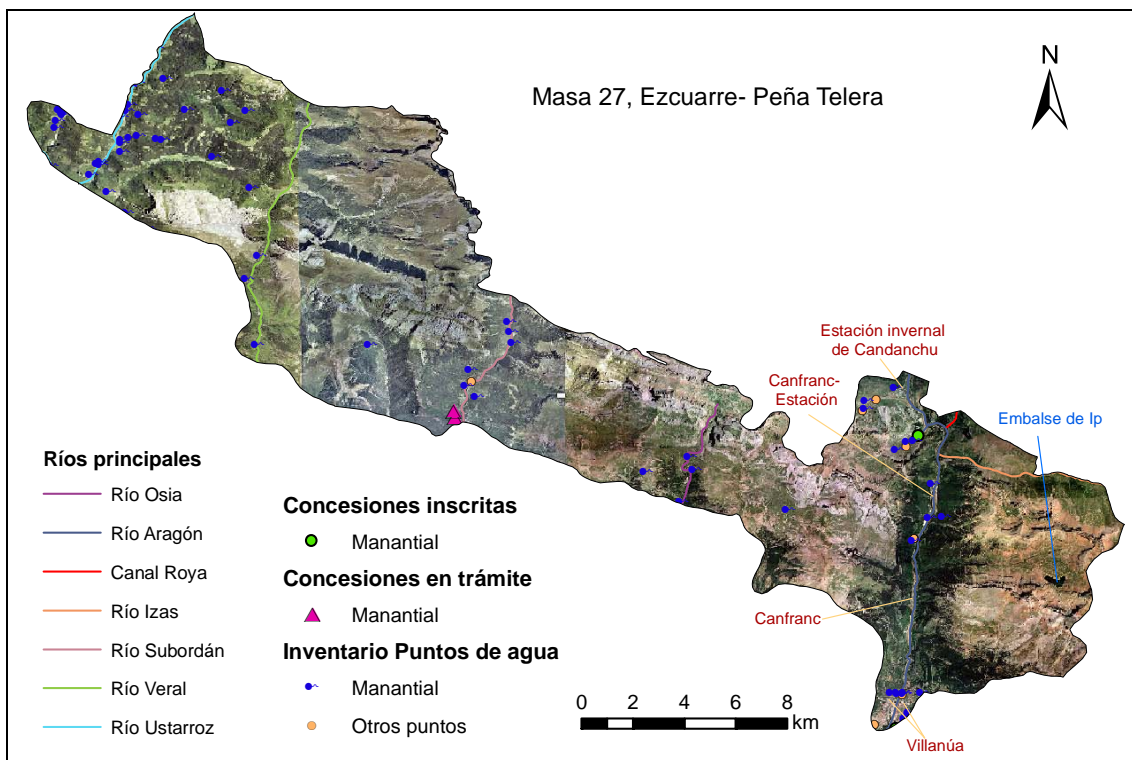 Masa 27, Ezcuarre- Peña Telera
N
Estación invernal
de Candanchu
Canfranc-
Estación
Embalse de Ip
Canfranc
Villanúa
Ríos principales
Río Osia
Río Aragón
Canal Roya
Río Izas
Río Subordán
Río Veral
Río Ustarroz
Concesiones inscritas
Manantial
Concesiones en trámite
Manantial
Inventario Puntos de agua
Manantial
Otros puntos
0 2 4 6 8
km